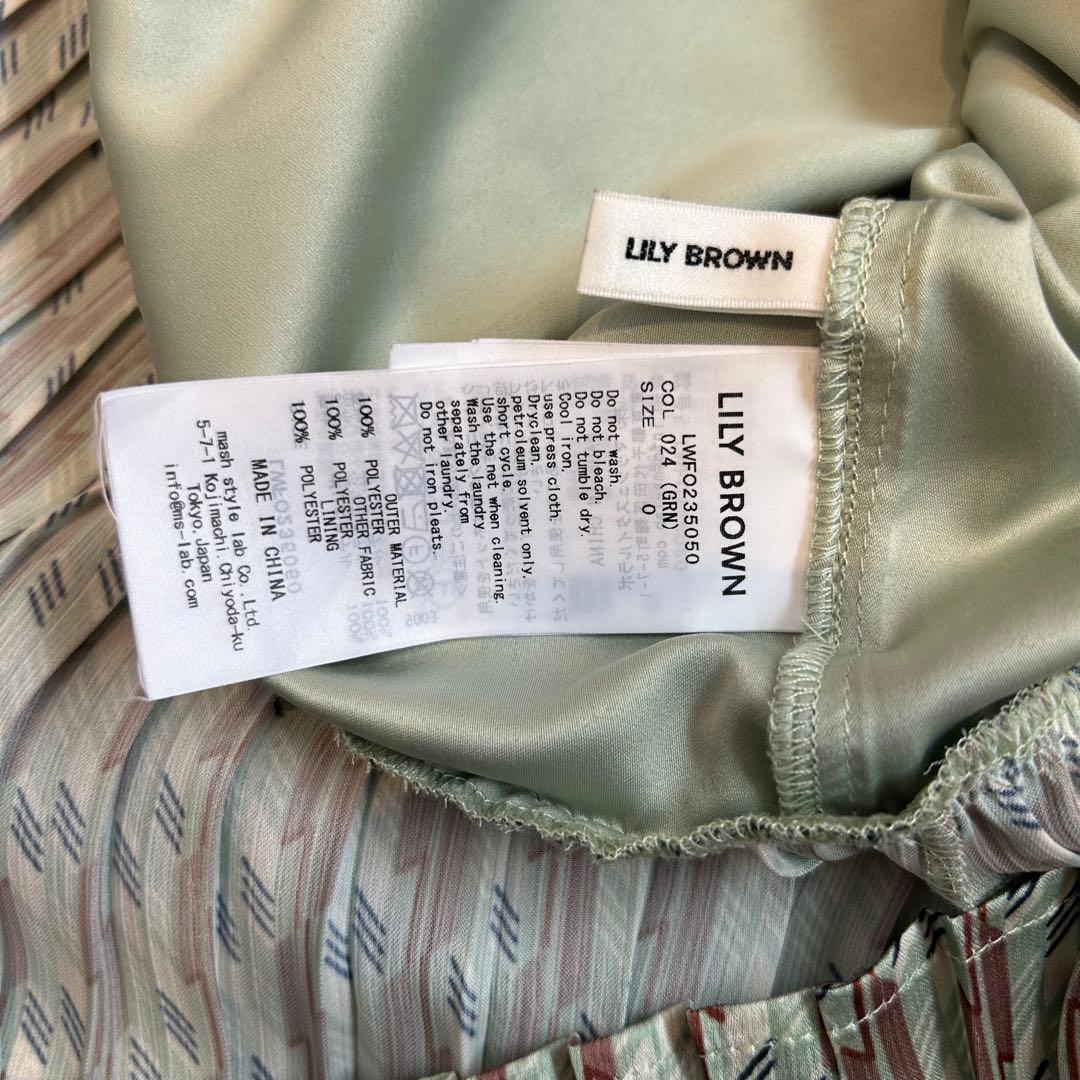 LILY BROWN
LILY BROWN
LWFO235050
COL 024 (GRN)
SIZE 0
Do not wash.
Do not bleach.
Do not tumble dry.
Cool iron.
use press cloth.
Dryclean.
petroleum solvent only,
short cycle.
Use the net when cleaning.
Wash the laundry
separately from
other laundry.
Do not iron pleats.
OUTER MATERIAL
100% POLYESTER
OTHER FABRIC
100% POLYESTER
LINING
100% POLYESTER
MADE IN CHINA
mash style lab Co.,Ltd.
5-7-1 Kojimachi, Chiyoda-ku
Tokyo, Japan
info@ms-lab.com